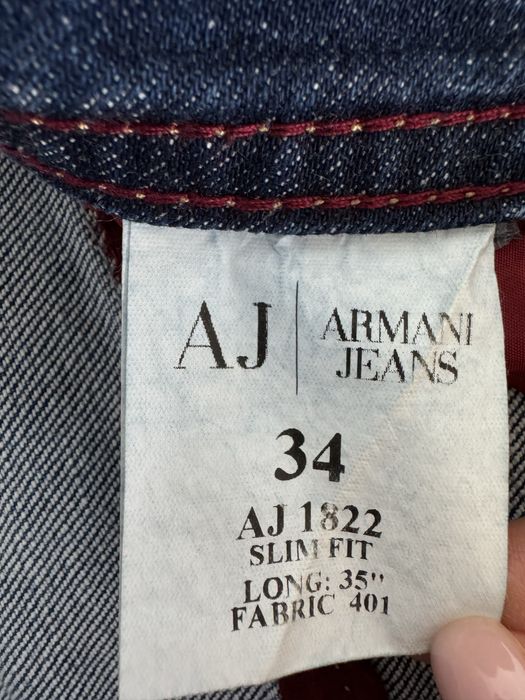 AJ | ARMANI JEANS
34
AJ 1822
SLIM FIT
LONG: 35"
FABRIC 401